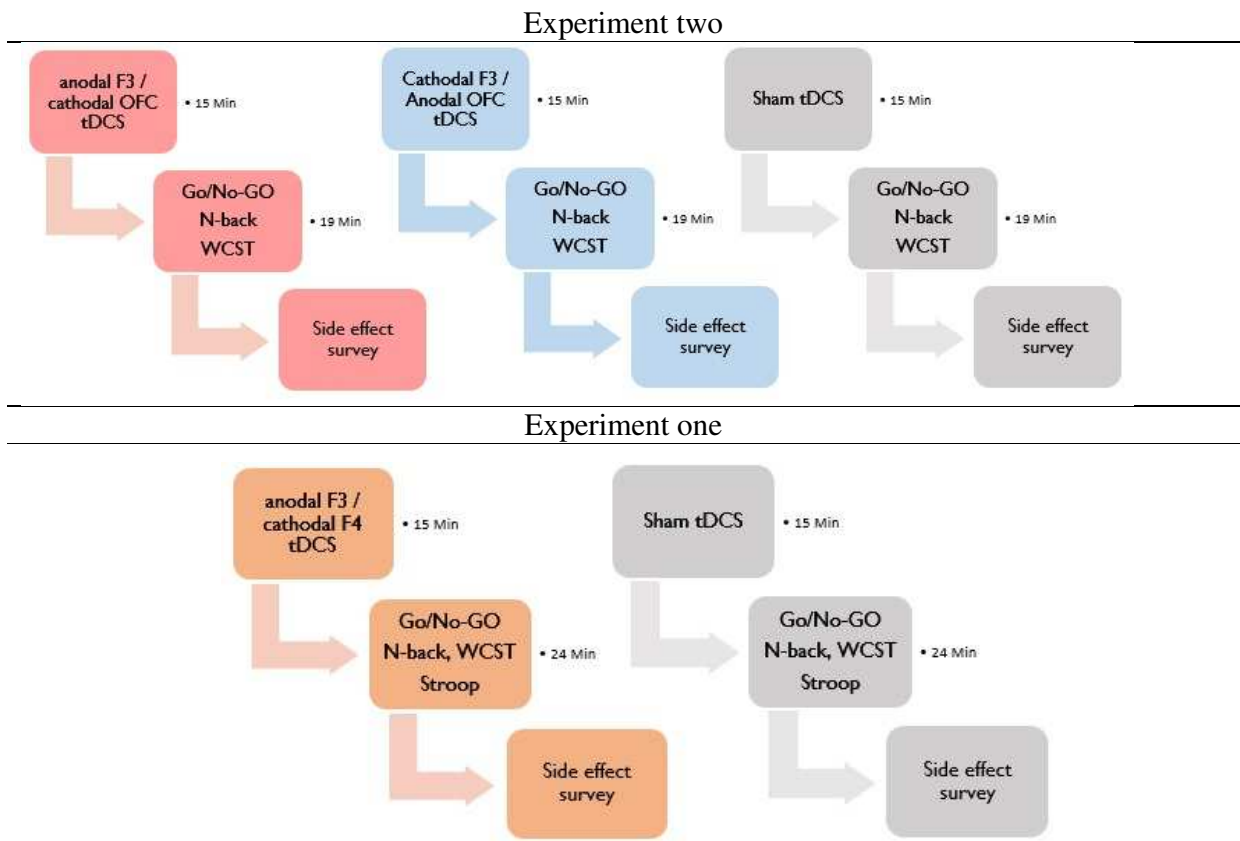 Experiment two
anodal F3 /
cathodal OFC
tDCS
• 15 Min
Go/No-GO
N-back
WCST
• 19 Min
Side effect
survey
Cathodal F3 /
Anodal OFC
tDCS
• 15 Min
Go/No-GO
N-back
WCST
• 19 Min
Side effect
survey
Sham tDCS
• 15 Min
Go/No-GO
N-back
WCST
• 19 Min
Side effect
survey
Experiment one
anodal F3 /
cathodal F4
tDCS
• 15 Min
Go/No-GO
N-back, WCST
Stroop
• 24 Min
Side effect
survey
Sham tDCS
• 15 Min
Go/No-GO
N-back, WCST
Stroop
• 24 Min
Side effect
survey